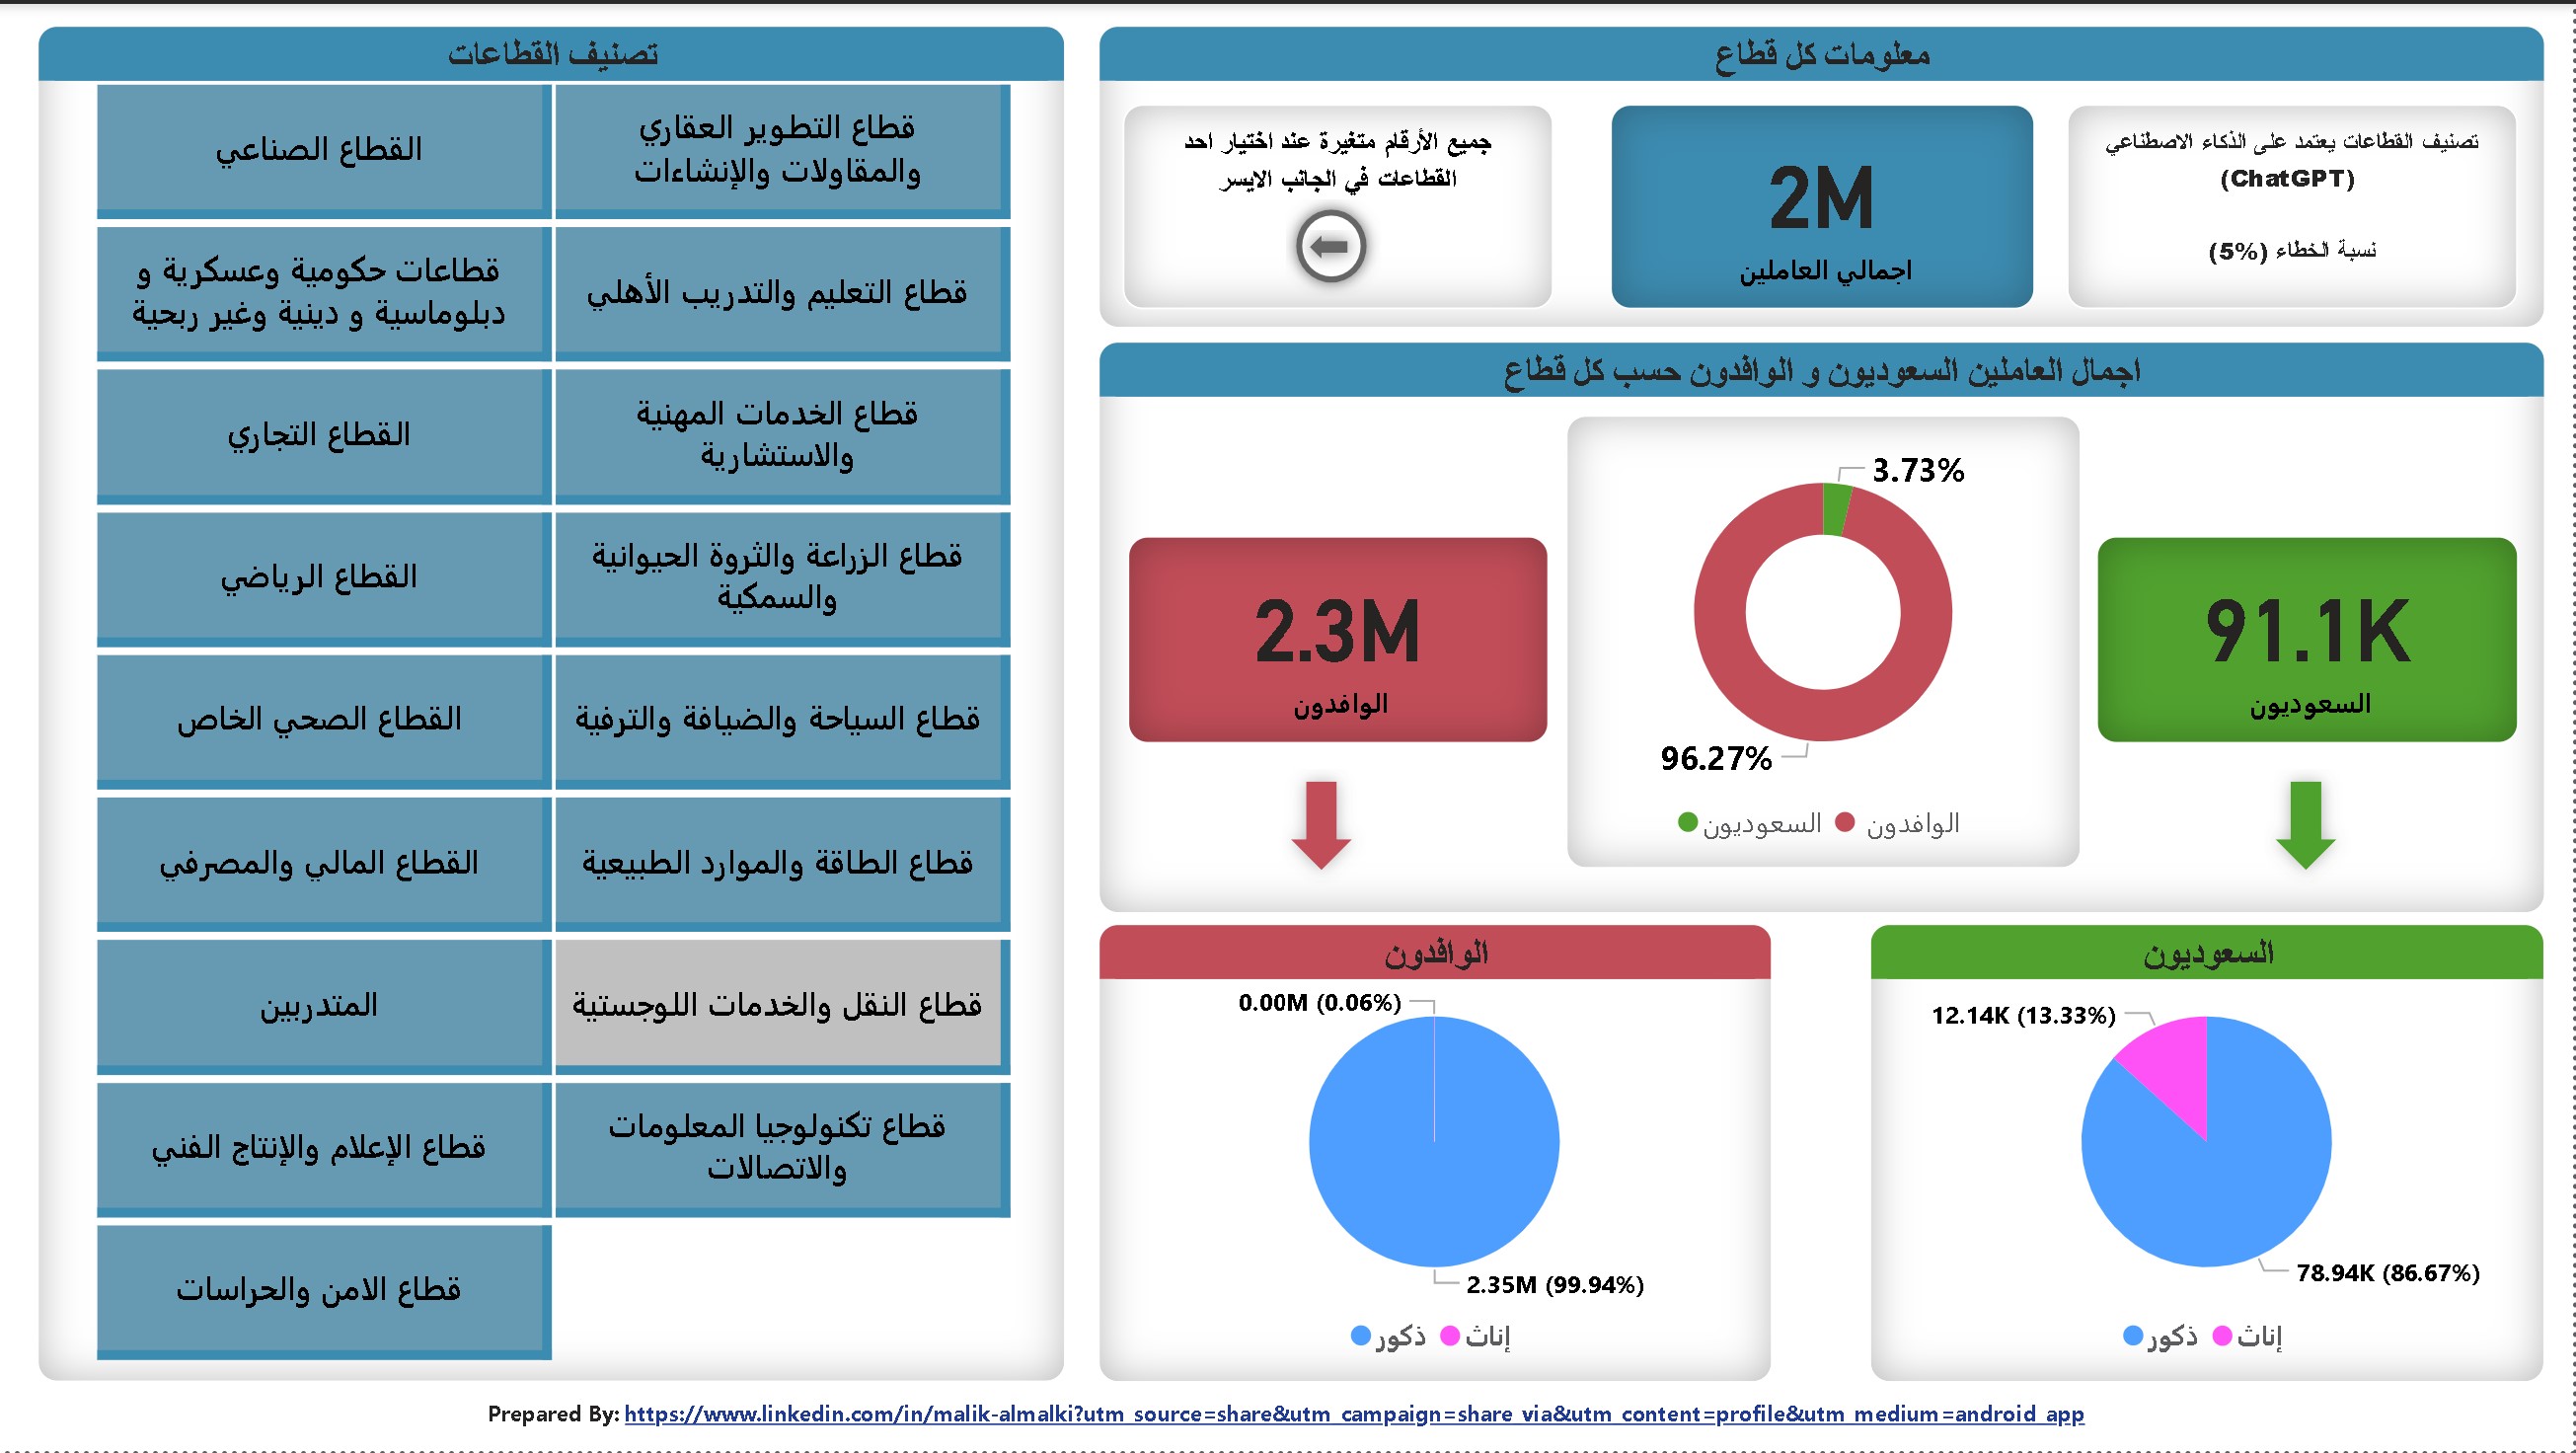 معلومات كل قطاع
تصنيف القطاعات يعتمد على الذكاء الاصطناعي
(ChatGPT)
نسبة الخطاء (5%)
2M
اجمالي العاملين
جميع الأرقام متغيرة عند اختيار احد
القطاعات في الجانب الايسر
اجمال العاملين السعوديون و الوافدون حسب كل قطاع
91.1K
السعوديون
3.73%
96.27%
السعوديون
الوافدون
2.3M
الوافدون
السعوديون
12.14K (13.33%)
78.94K (86.67%)
ذكور
إناث
الوافدون
0.00M (0.06%)
2.35M (99.94%)
ذكور
إناث
تصنيف القطاعات
قطاع التطوير العقاري
والمقاولات والإنشاءات
القطاع الصناعي
قطاع التعليم والتدريب الأهلي
قطاعات حكومية وعسكرية و
دبلوماسية و دينية وغير ربحية
قطاع الخدمات المهنية
والاستشارية
القطاع التجاري
قطاع الزراعة والثروة الحيوانية
والسمكية
القطاع الرياضي
قطاع السياحة والضيافة والترفية
القطاع الصحي الخاص
قطاع الطاقة والموارد الطبيعية
القطاع المالي والمصرفي
قطاع النقل والخدمات اللوجستية
المتدربين
قطاع تكنولوجيا المعلومات
والاتصالات
قطاع الإعلام والإنتاج الفني
قطاع الامن والحراسات
Prepared By: https://www.linkedin.com/in/malik-almalki?utm_source=share&utm_campaign=share_via&utm_content=profile&utm_medium=android_app